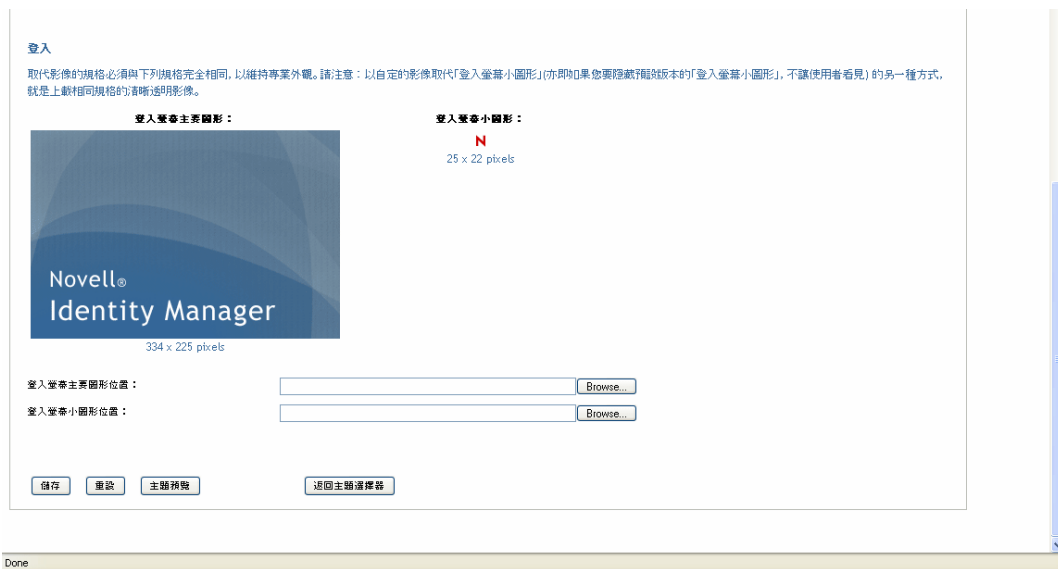 登入
取代影像的規格必須與下列規格完全相同, 以維持專業外觀。請注意：以自定的影像取代「登入螢幕小圖形」(亦即如果您要隱藏預設版本的「登入螢幕小圖形」, 不讓使用者看見) 的另一種方式,
就是上載相同規格的清晰透明影像。
登入螢幕主要圖形： 登入螢幕小圖形：
N
25 x 22 pixels
Novell®
Identity Manager
334 x 225 pixels
登入螢幕主要圖形位置： Browse...
登入螢幕小圖形位置： Browse...
儲存 重設 主題預覽 返回主題選擇器
Done